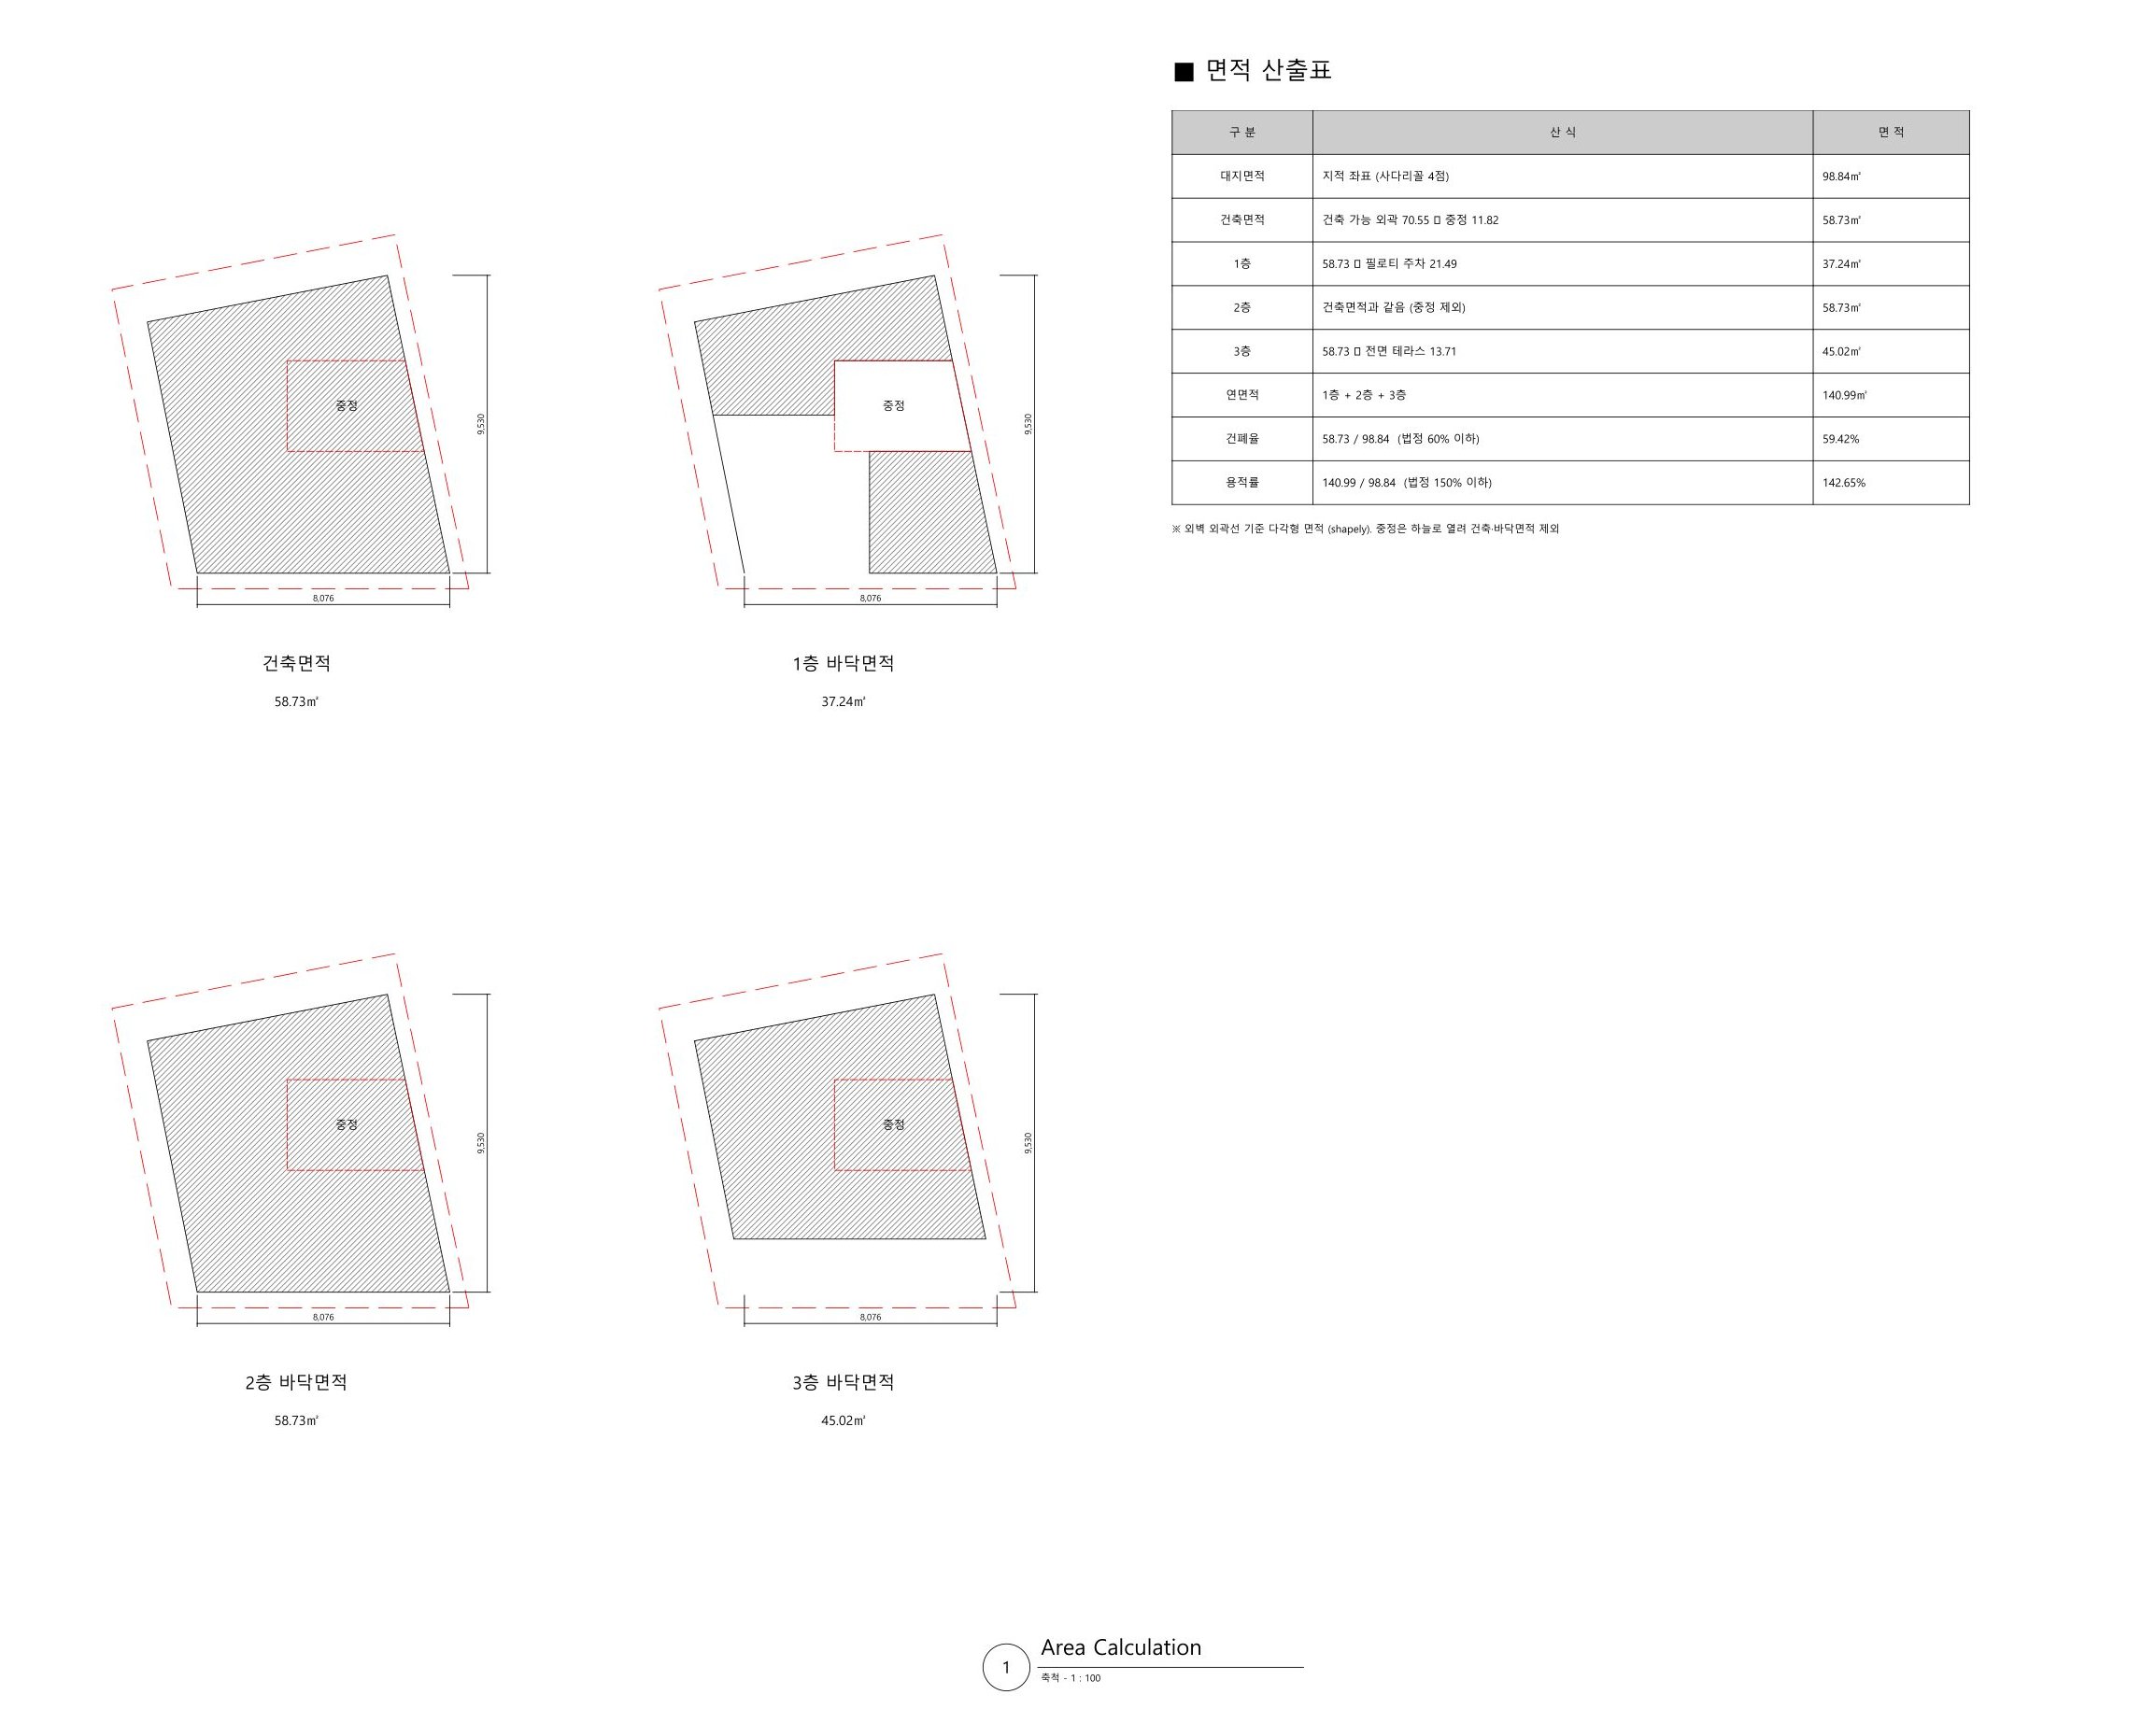 ■ 면적 산출표
구 분 산 식 면 적
대지면적 지적 좌표 (사다리꼴 4점) 98.84㎡
건축면적 건축 가능 외곽 70.55 ▯ 중정 11.82 58.73㎡
1층 58.73 ▯ 필로티 주차 21.49 37.24㎡
2층 건축면적과 같음 (중정 제외) 58.73㎡
3층 58.73 ▯ 전면 테라스 13.71 45.02㎡
연면적 1층 + 2층 + 3층 140.99㎡
건폐율 58.73 / 98.84 (법정 60% 이하) 59.42%
용적률 140.99 / 98.84 (법정 150% 이하) 142.65%
※ 외벽 외곽선 기준 다각형 면적 (shapely). 중정은 하늘로 열려 건축·바닥면적 제외
중정
9,530
8,076
건축면적
58.73㎡
중정
9,530
8,076
1층 바닥면적
37.24㎡
중정
9,530
8,076
2층 바닥면적
58.73㎡
중정
9,530
8,076
3층 바닥면적
45.02㎡
1
Area Calculation
축척 - 1 : 100